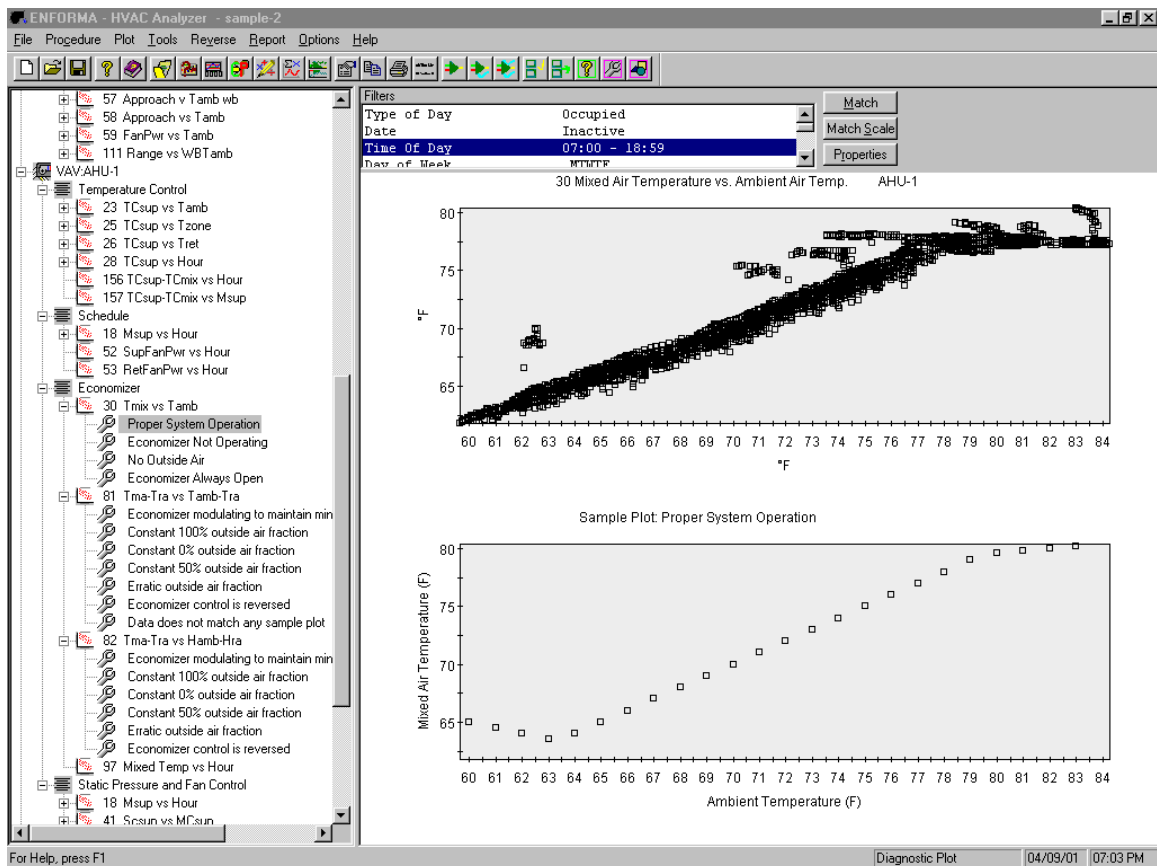 ENFORMA - HVAC Analyzer - sample-2
File Procedure Plot Tools Reverse Report Options Help
57 Approach v Tamb wb
58 Approach vs Tamb
59 FanPwr vs Tamb
111 Range vs WBTamb
VAV:AHU-1
Temperature Control
23 TCsup vs Tamb
25 TCsup vs Tzone
26 TCsup vs Tret
28 TCsup vs Hour
156 TCsup-TCmix vs Hour
157 TCsup-TCmix vs Msup
Schedule
18 Msup vs Hour
52 SupFanPwr vs Hour
53 RetFanPwr vs Hour
Economizer
30 Tmix vs Tamb
Proper System Operation
Economizer Not Operating
No Outside Air
Economizer Always Open
81 Tma-Tra vs Tamb-Tra
Economizer modulating to maintain min
Constant 100% outside air fraction
Constant 0% outside air fraction
Constant 50% outside air fraction
Erratic outside air fraction
Economizer control is reversed
Data does not match any sample plot
82 Tma-Tra vs Hamb-Hra
Economizer modulating to maintain min
Constant 100% outside air fraction
Constant 0% outside air fraction
Constant 50% outside air fraction
Erratic outside air fraction
Economizer control is reversed
97 Mixed Temp vs Hour
Static Pressure and Fan Control
18 Msup vs Hour
41 Scsup vs MCsup
Filters
Type of Day Occupied
Date Inactive
Time Of Day 07:00 - 18:59
Day of Week MTWTF
Match
Match Scale
Properties
30 Mixed Air Temperature vs. Ambient Air Temp. AHU-1
80
75
70
65
°F
60 61 62 63 64 65 66 67 68 69 70 71 72 73 74 75 76 77 78 79 80 81 82 83 84
°F
Sample Plot: Proper System Operation
80
75
70
65
Mixed Air Temperature (F)
60 61 62 63 64 65 66 67 68 69 70 71 72 73 74 75 76 77 78 79 80 81 82 83 84
Ambient Temperature (F)
For Help, press F1
Diagnostic Plot
04/09/01
07:03 PM